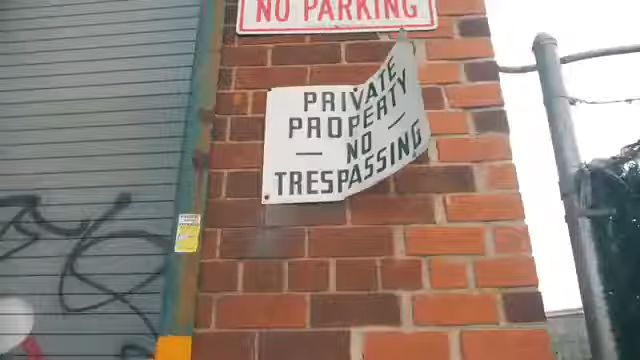 NO PARKING
PRIVATE
PROPERTY
— NO —
TRESPASSING